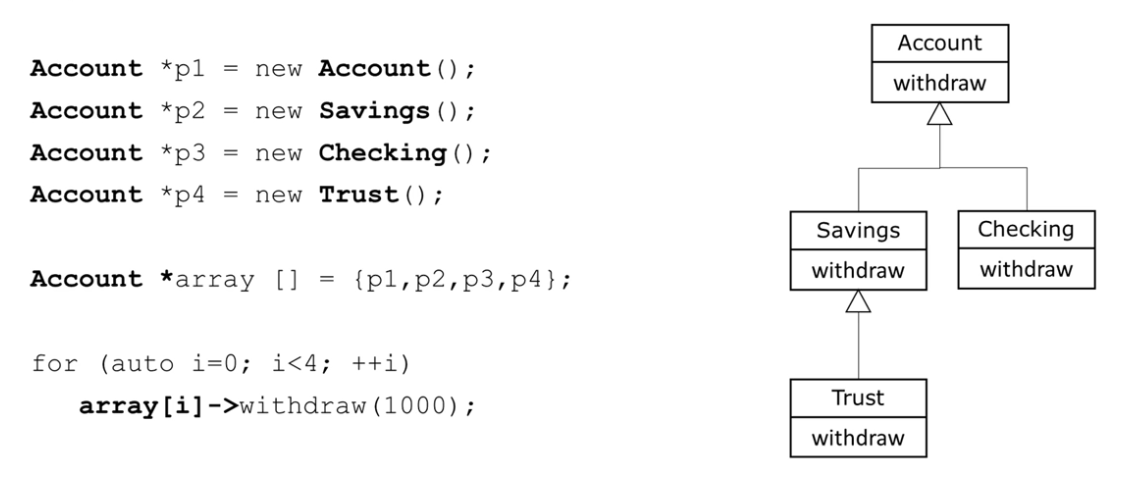 Account *p1 = new Account();
Account *p2 = new Savings();
Account *p3 = new Checking();
Account *p4 = new Trust();
Account *array [] = {p1,p2,p3,p4};
for (auto i=0; i<4; ++i)
array[i]->withdraw(1000);
Account
withdraw
Savings
withdraw
Checking
withdraw
Trust
withdraw